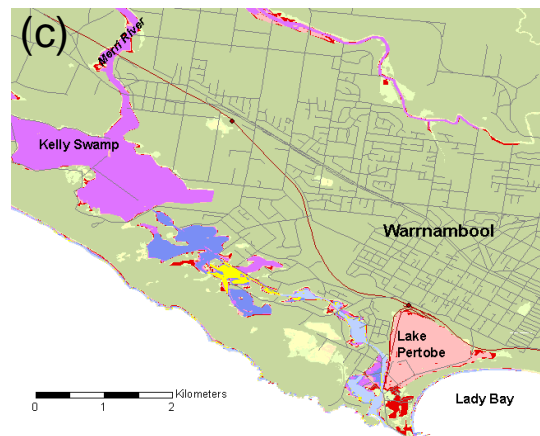 (c)
Merri River
Kelly Swamp
Warrnambool
Lake
Pertobe
Lady Bay
Kilometers
0 1 2